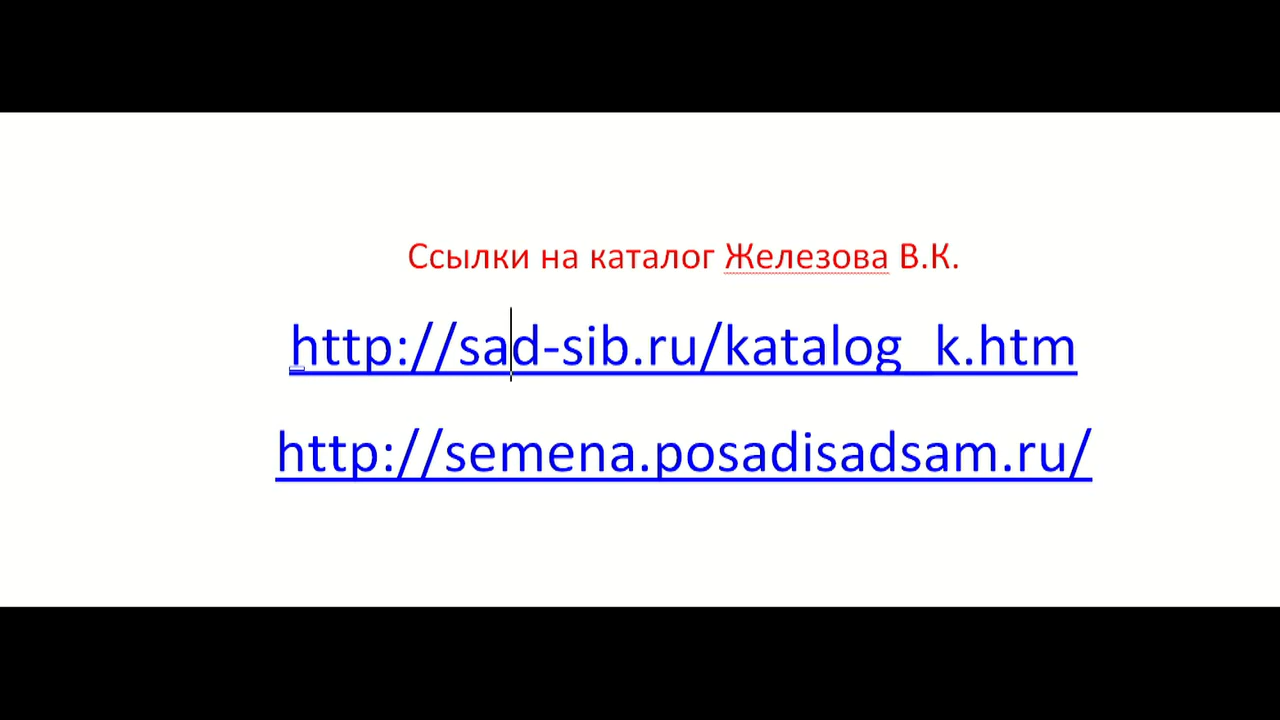 Ссылки на каталог Железова В.К.
http://sad-sib.ru/katalog_k.htm
http://semena.posadisadsam.ru/